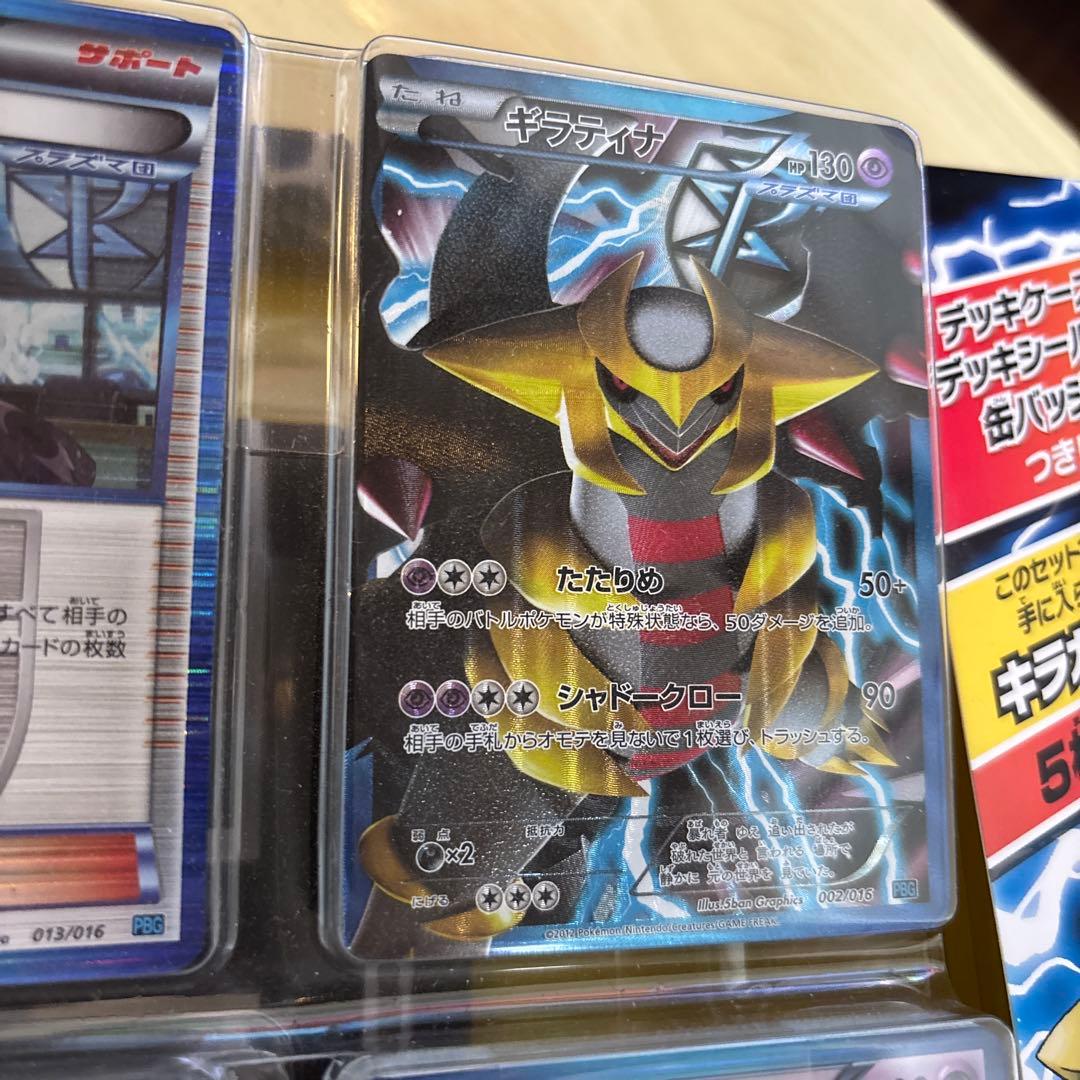 サポート
プラズマ団
すべて相手の
カードの枚数
013/016 PBG
たね
ギラティナ
HP130
プラズマ団
たたりめ 50+
相手のバトルポケモンが特殊状態なら、50ダメージを追加。
シャドークロー 90
相手の手札からオモテを見ないで1枚選び、トラッシュする。
弱点 抵抗力
×2
にげる
暴れ者 ゆえ 追い出されたが
破れた世界と 言われる 場所で
静かに 元の世界を 見ていた。
Illus.5ban Graphics 002/016 PBG
©2012 Pokémon/Nintendo/Creatures/GAME FREAK.
デッキケース
デッキシール
缶バッジ
つき
このセット
手に入
キラ
5